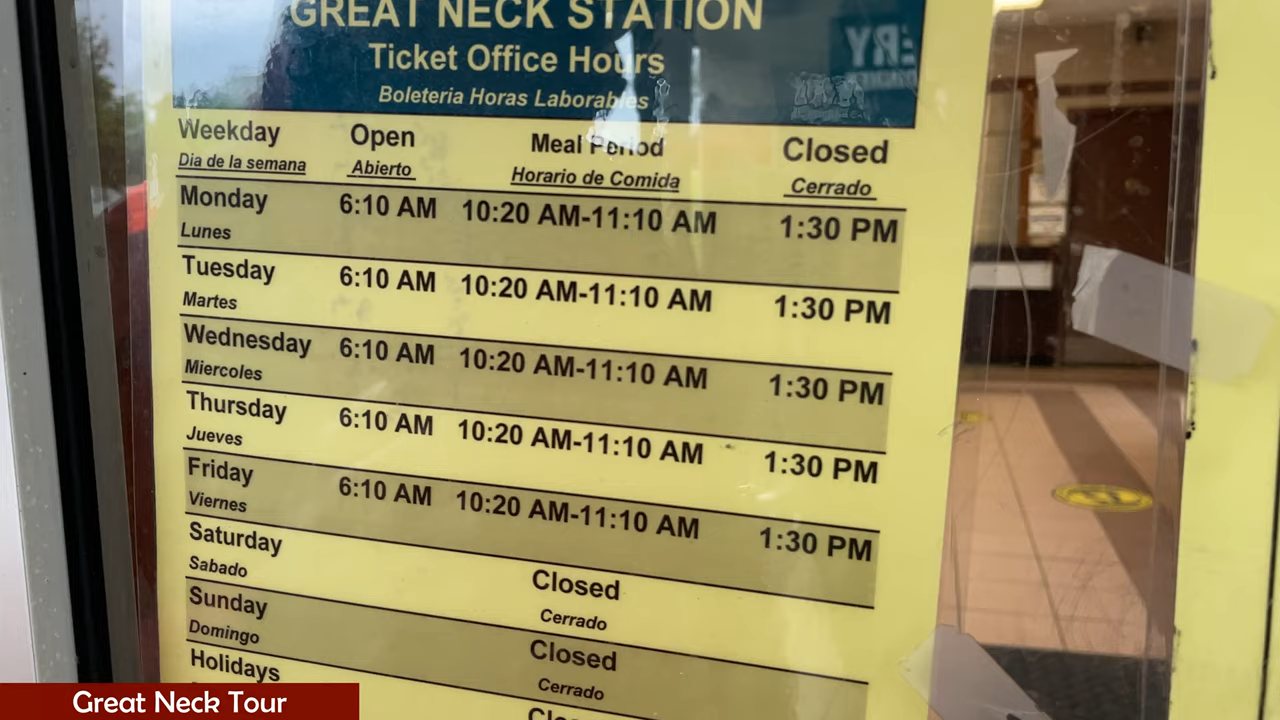 GREAT NECK STATION
Ticket Office Hours
Boleteria Horas Laborables
Weekday Open Meal Period Closed
Dia de la semana Abierto Horario de Comida Cerrado
Monday 6:10 AM 10:20 AM-11:10 AM 1:30 PM
Lunes
Tuesday 6:10 AM 10:20 AM-11:10 AM 1:30 PM
Martes
Wednesday 6:10 AM 10:20 AM-11:10 AM 1:30 PM
Miercoles
Thursday 6:10 AM 10:20 AM-11:10 AM 1:30 PM
Jueves
Friday 6:10 AM 10:20 AM-11:10 AM 1:30 PM
Viernes
Saturday Closed
Sabado Cerrado
Sunday Closed
Domingo Cerrado
Holidays
Great Neck Tour